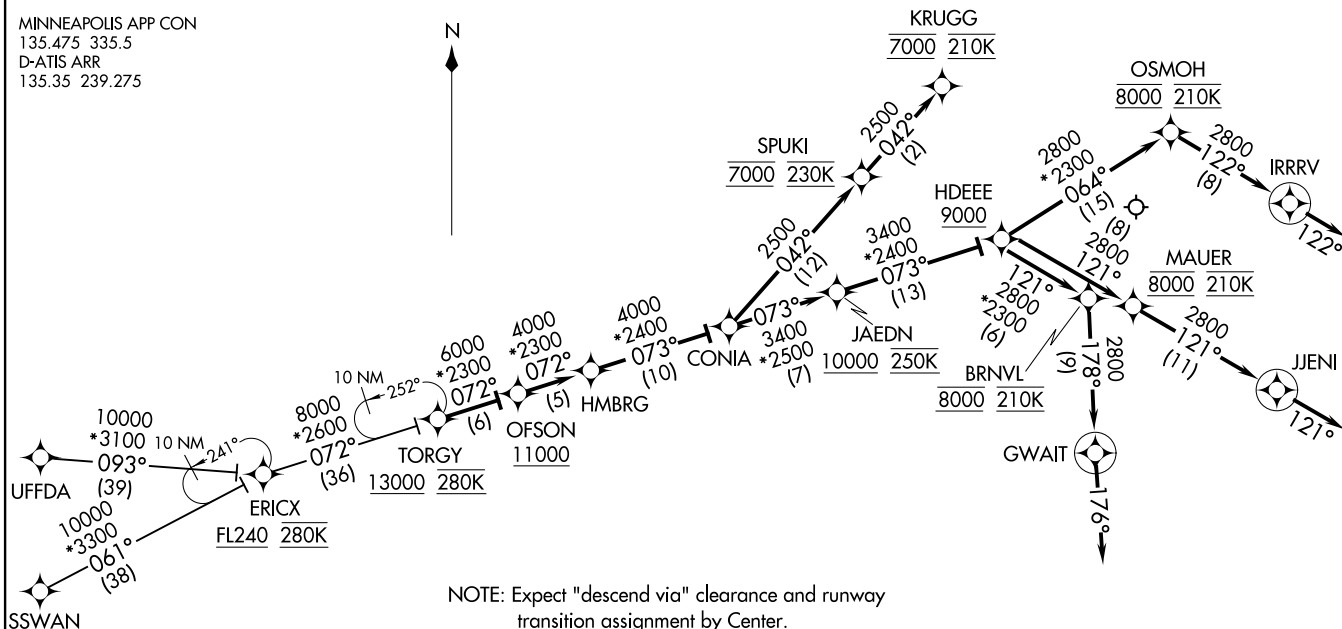 MINNEAPOLIS APP CON
135.475 335.5
D-ATIS ARR
135.35 239.275
N
KRUGG
7000 210K
2500
042°
(2)
SPUKI
7000 230K
2500
042°
(12)
OSMOH
8000 210K
2800
*2300
064°
(15)
2800
122°
(8)
IRRRV
122°
HDEEE
9000
(8)
2800
121°
MAUER
8000 210K
2800
121°
(11)
JJENI
121°
121°
*2800
*2300
(6)
BRNVL
8000 210K
2800
178°
(9)
GWAIT
176°
3400
*2400
073°
(13)
JAEDN
10000 250K
073°
3400
*2500
(7)
CONIA
4000
*2400
073°
(10)
HMBRG
4000
*2300
072°
(5)
OFSON
11000
6000
*2300
072°
(6)
TORGY
13000 280K
10 NM
252°
8000
*2600
072°
(36)
10 NM
241°
ERICX
FL240 280K
10000
*3100
093°
(39)
UFFDA
10000
*3300
061°
(38)
SSWAN
NOTE: Expect "descend via" clearance and runway
transition assignment by Center.